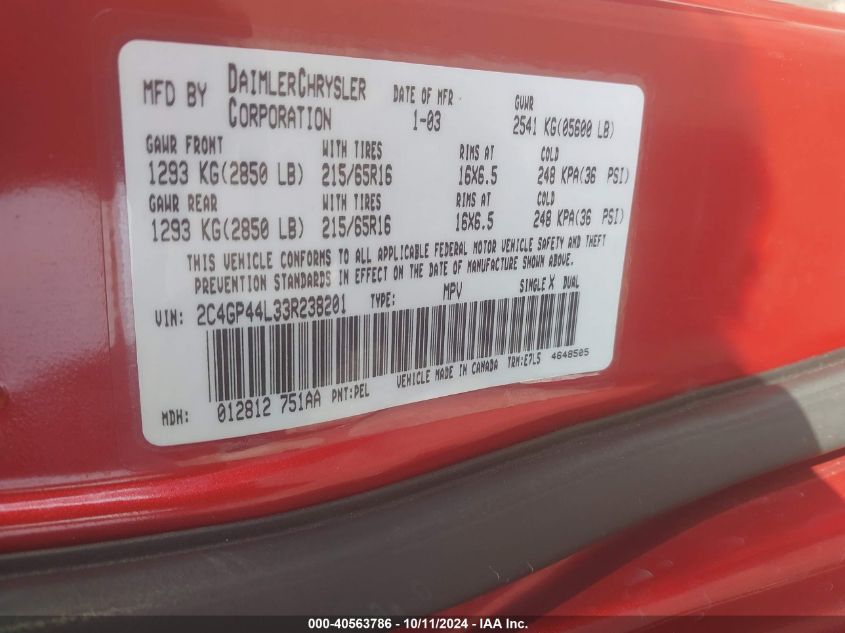 MFD BY DAIMLERCHRYSLER CORPORATION DATE OF MFR 1-03 GVWR 2541 KG(05600 LB)
GAWR FRONT WITH TIRES RIMS AT COLD
1293 KG(2850 LB) 215/65R16 16X6.5 248 KPA(36 PSI)
GAWR REAR WITH TIRES RIMS AT COLD
1293 KG(2850 LB) 215/65R16 16X6.5 248 KPA(36 PSI)
THIS VEHICLE CONFORMS TO ALL APPLICABLE FEDERAL MOTOR VEHICLE SAFETY AND THEFT
PREVENTION STANDARDS IN EFFECT ON THE DATE OF MANUFACTURE SHOWN ABOVE.
VIN: 2C4GP44L33R238201 TYPE: MPV SINGLE X DUAL
MDH: 012812 751AA PNT:PEL VEHICLE MADE IN CANADA TRM:E7L5 4648505
000-40563786 - 10/11/2024 - IAA Inc.